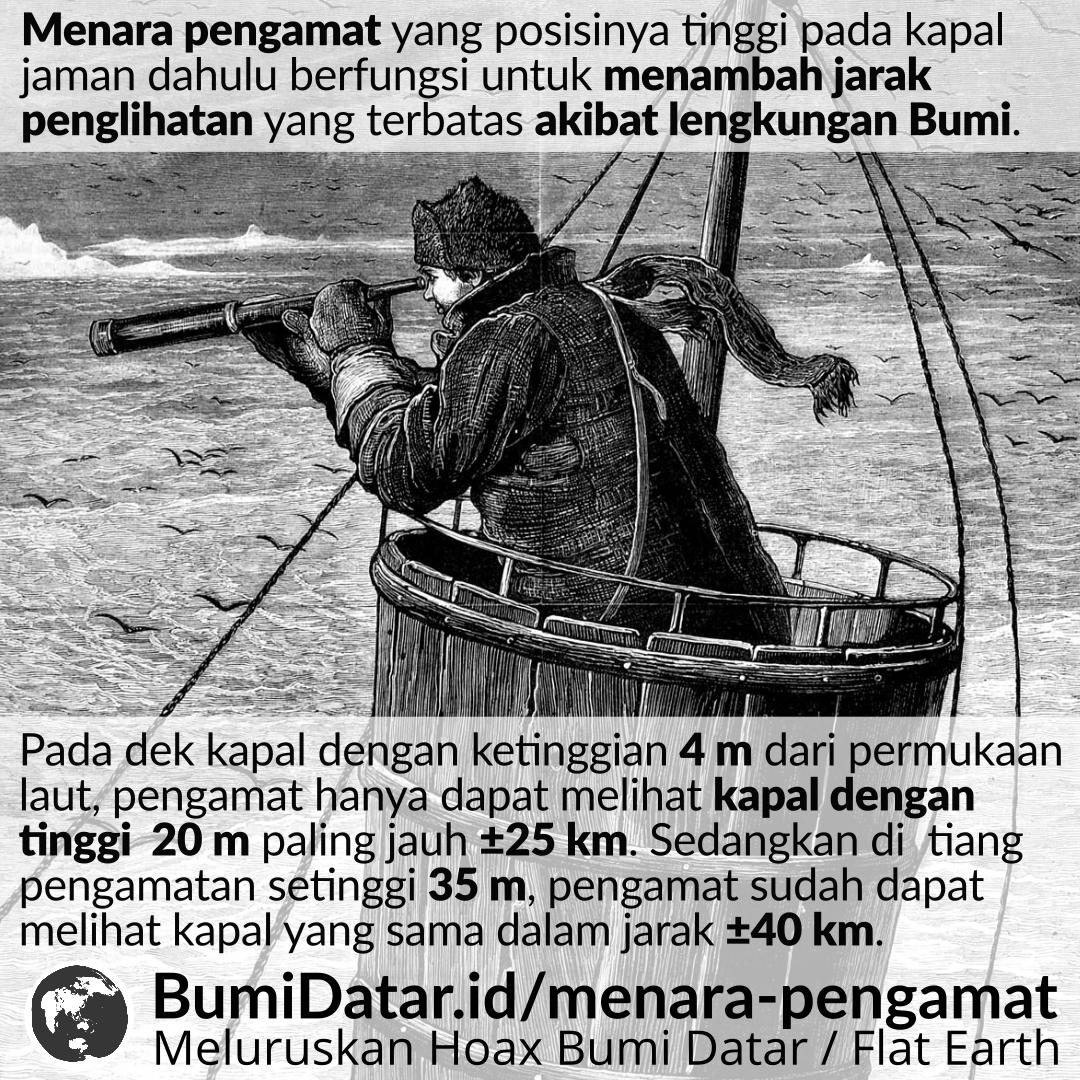 Menara pengamat yang posisinya tinggi pada kapal
jaman dahulu berfungsi untuk menambah jarak
penglihatan yang terbatas akibat lengkungan Bumi.
Pada dek kapal dengan ketinggian 4 m dari permukaan
laut, pengamat hanya dapat melihat kapal dengan
tinggi 20 m paling jauh ±25 km. Sedangkan di tiang
pengamatan setinggi 35 m, pengamat sudah dapat
melihat kapal yang sama dalam jarak ±40 km.
BumiDatar.id/menara-pengamat
Meluruskan Hoax Bumi Datar / Flat Earth